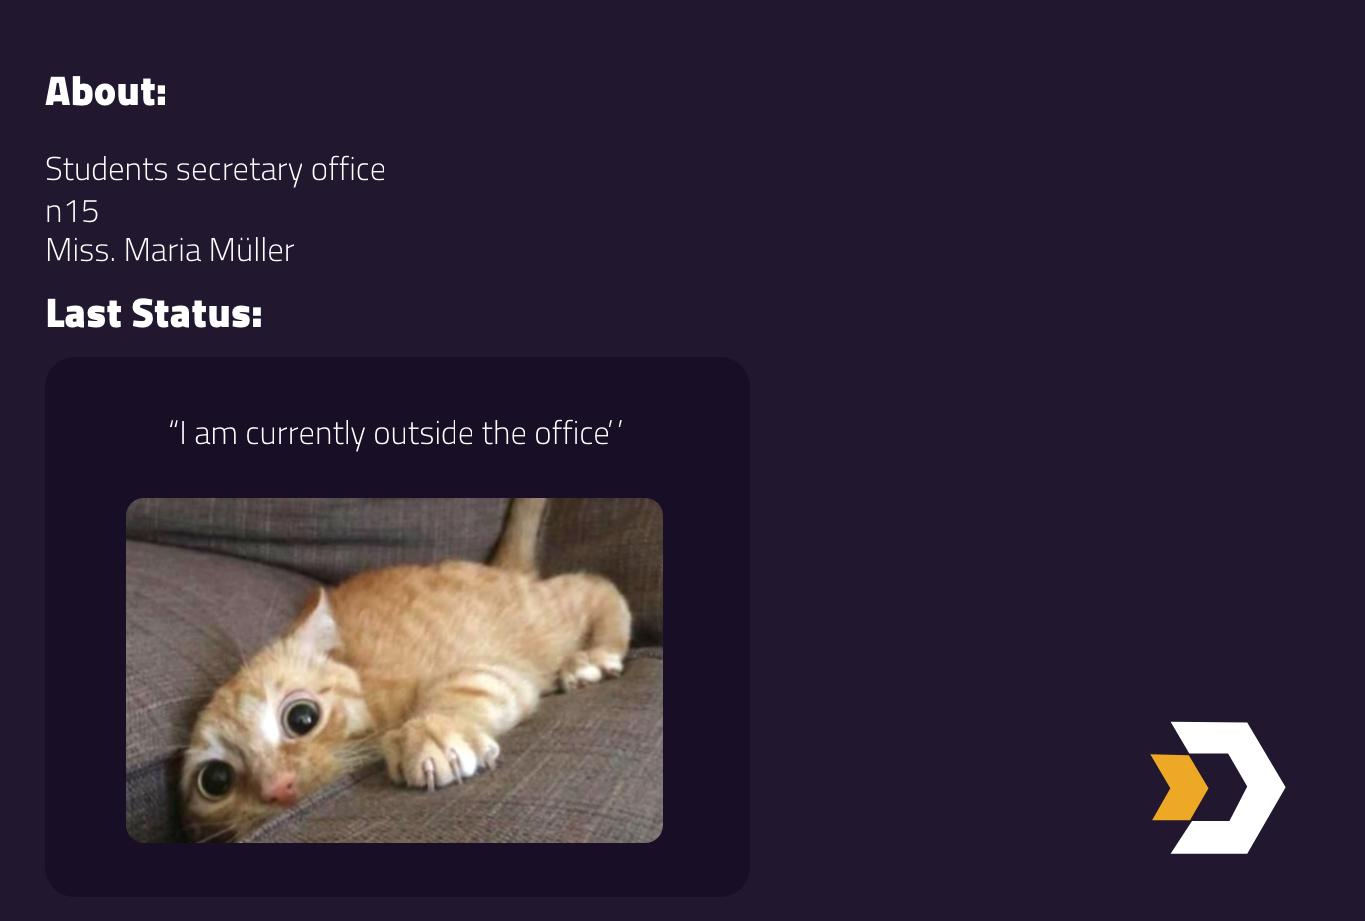 About:
Students secretary office
n15
Miss. Maria Müller
Last Status:
“I am currently outside the office’ ’